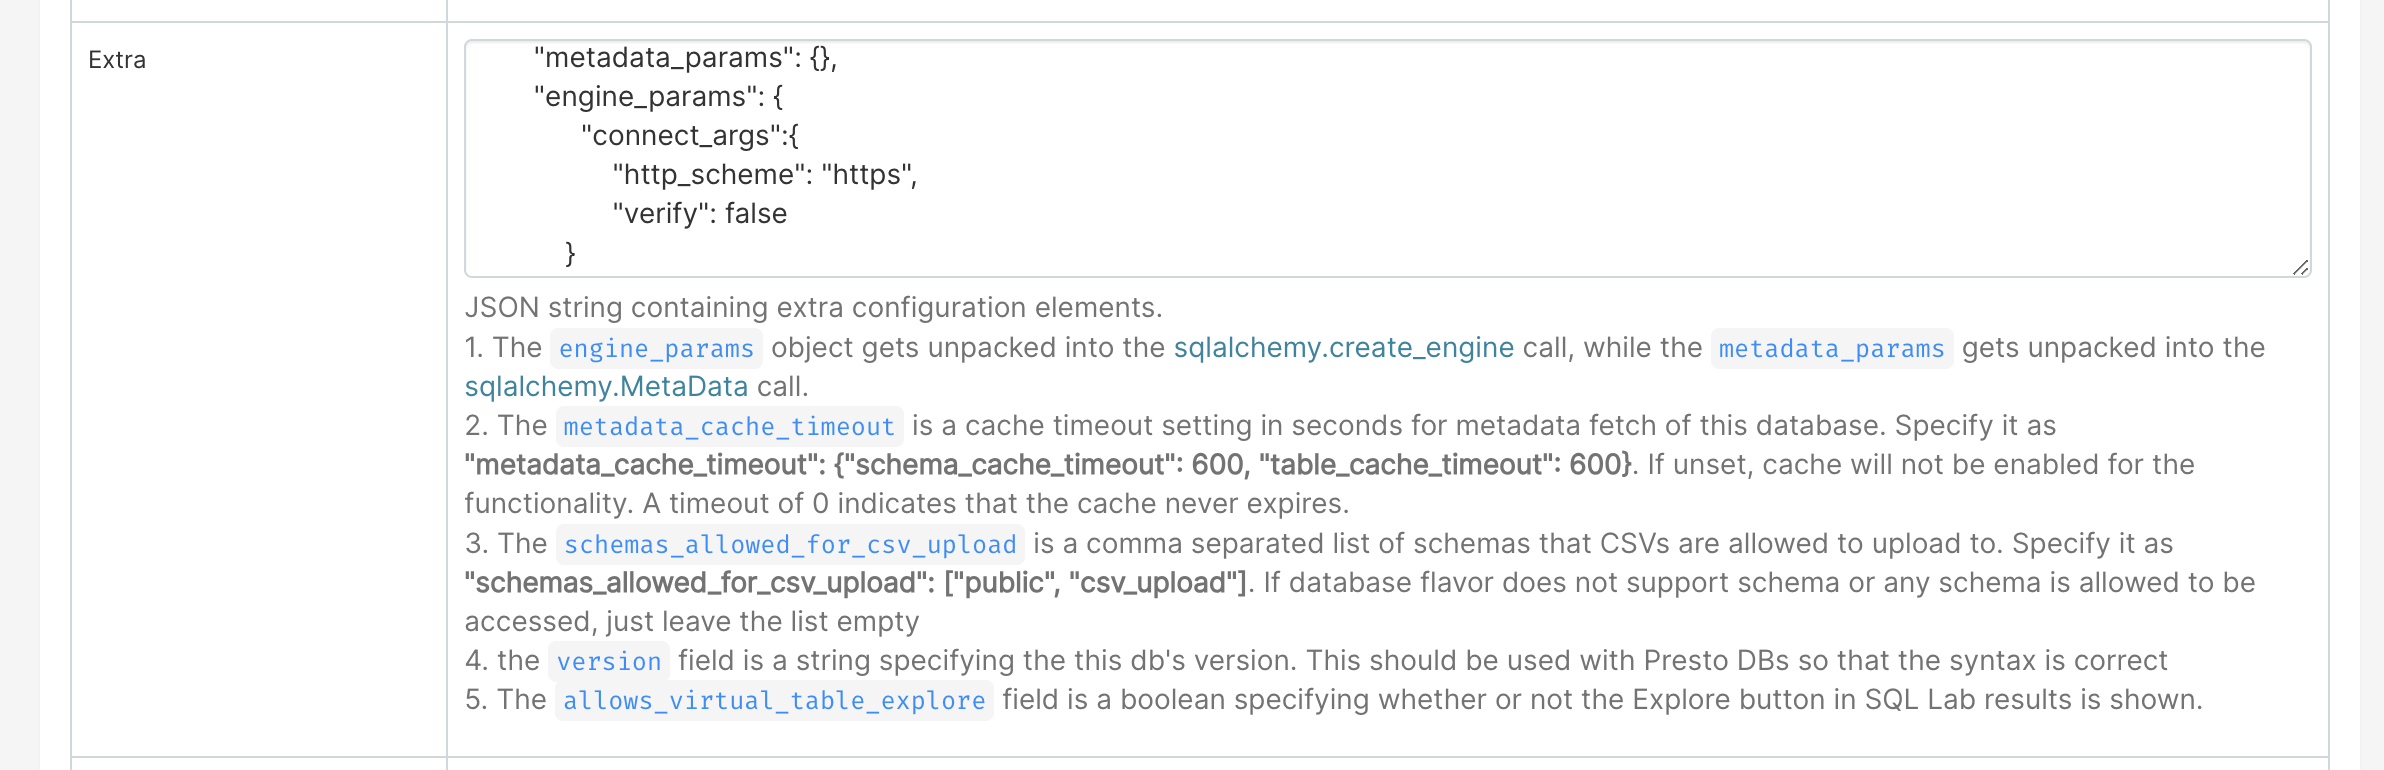 Extra
"metadata_params": {},
"engine_params": {
"connect_args":{
"http_scheme": "https",
"verify": false
}
JSON string containing extra configuration elements.
1. The engine_params object gets unpacked into the sqlalchemy.create_engine call, while the metadata_params gets unpacked into the
sqlalchemy.MetaData call.
2. The metadata_cache_timeout is a cache timeout setting in seconds for metadata fetch of this database. Specify it as
"metadata_cache_timeout": {"schema_cache_timeout": 600, "table_cache_timeout": 600}. If unset, cache will not be enabled for the
functionality. A timeout of 0 indicates that the cache never expires.
3. The schemas_allowed_for_csv_upload is a comma separated list of schemas that CSVs are allowed to upload to. Specify it as
"schemas_allowed_for_csv_upload": ["public", "csv_upload"]. If database flavor does not support schema or any schema is allowed to be
accessed, just leave the list empty
4. the version field is a string specifying the this db's version. This should be used with Presto DBs so that the syntax is correct
5. The allows_virtual_table_explore field is a boolean specifying whether or not the Explore button in SQL Lab results is shown.